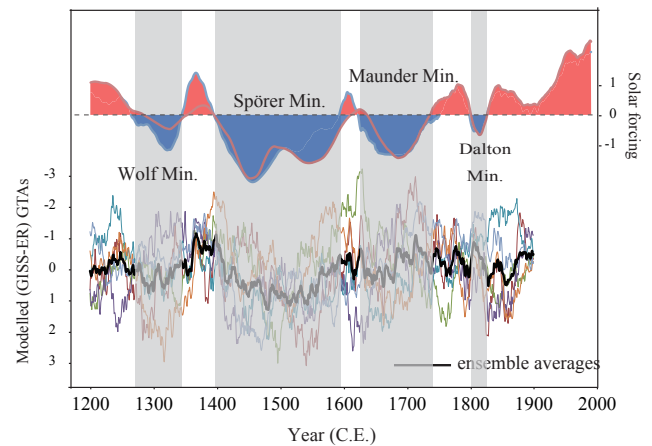 Maunder Min.
Spörer Min.
Wolf Min.
Dalton
Min.
1
0
-1
Solar forcing
-3
-2
-1
0
1
2
3
Modelled (GISS-ER) GTAs
ensemble averages
1200 1300 1400 1500 1600 1700 1800 1900 2000
Year (C.E.)